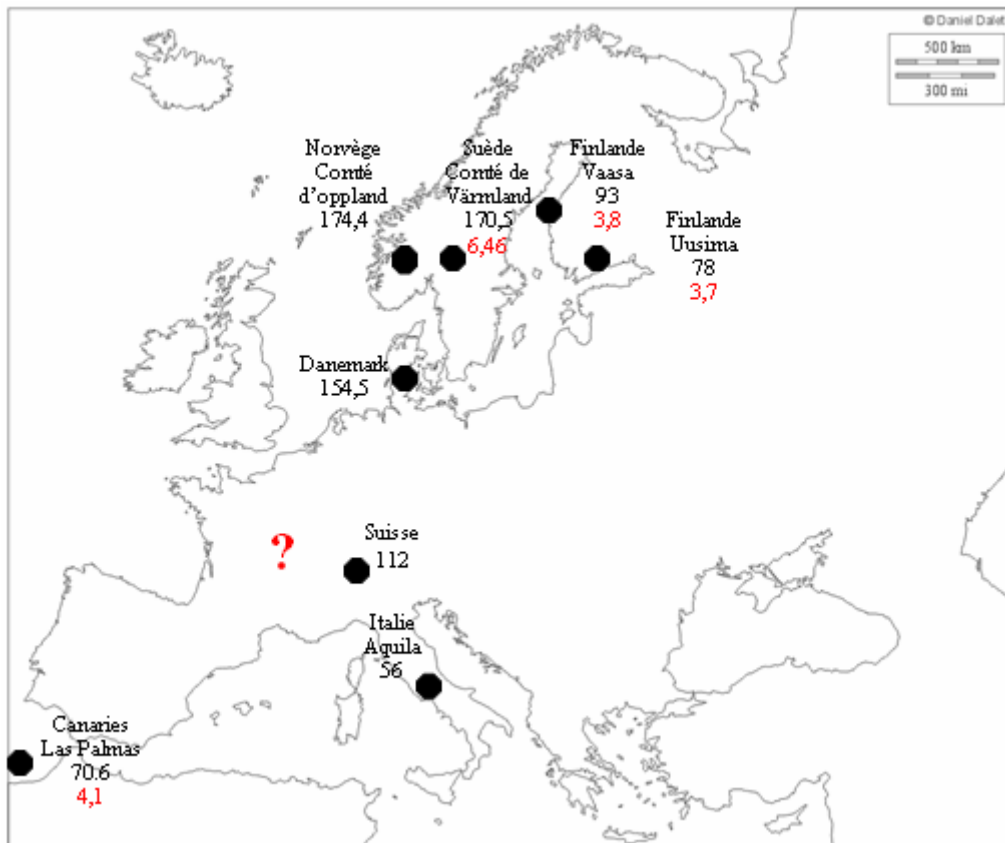 © Daniel Dalet
500 km
300 mi
Norvège
Comté
d'oppland
174,4
Suède
Comté de
Värmland
170,5
6,46
Finlande
Vaasa
93
3,8
Finlande
Uusima
78
3,7
Danemark
154,5
?
Suisse
112
Italie
Aquila
56
Canaries
Las Palmas
70.6
4,1